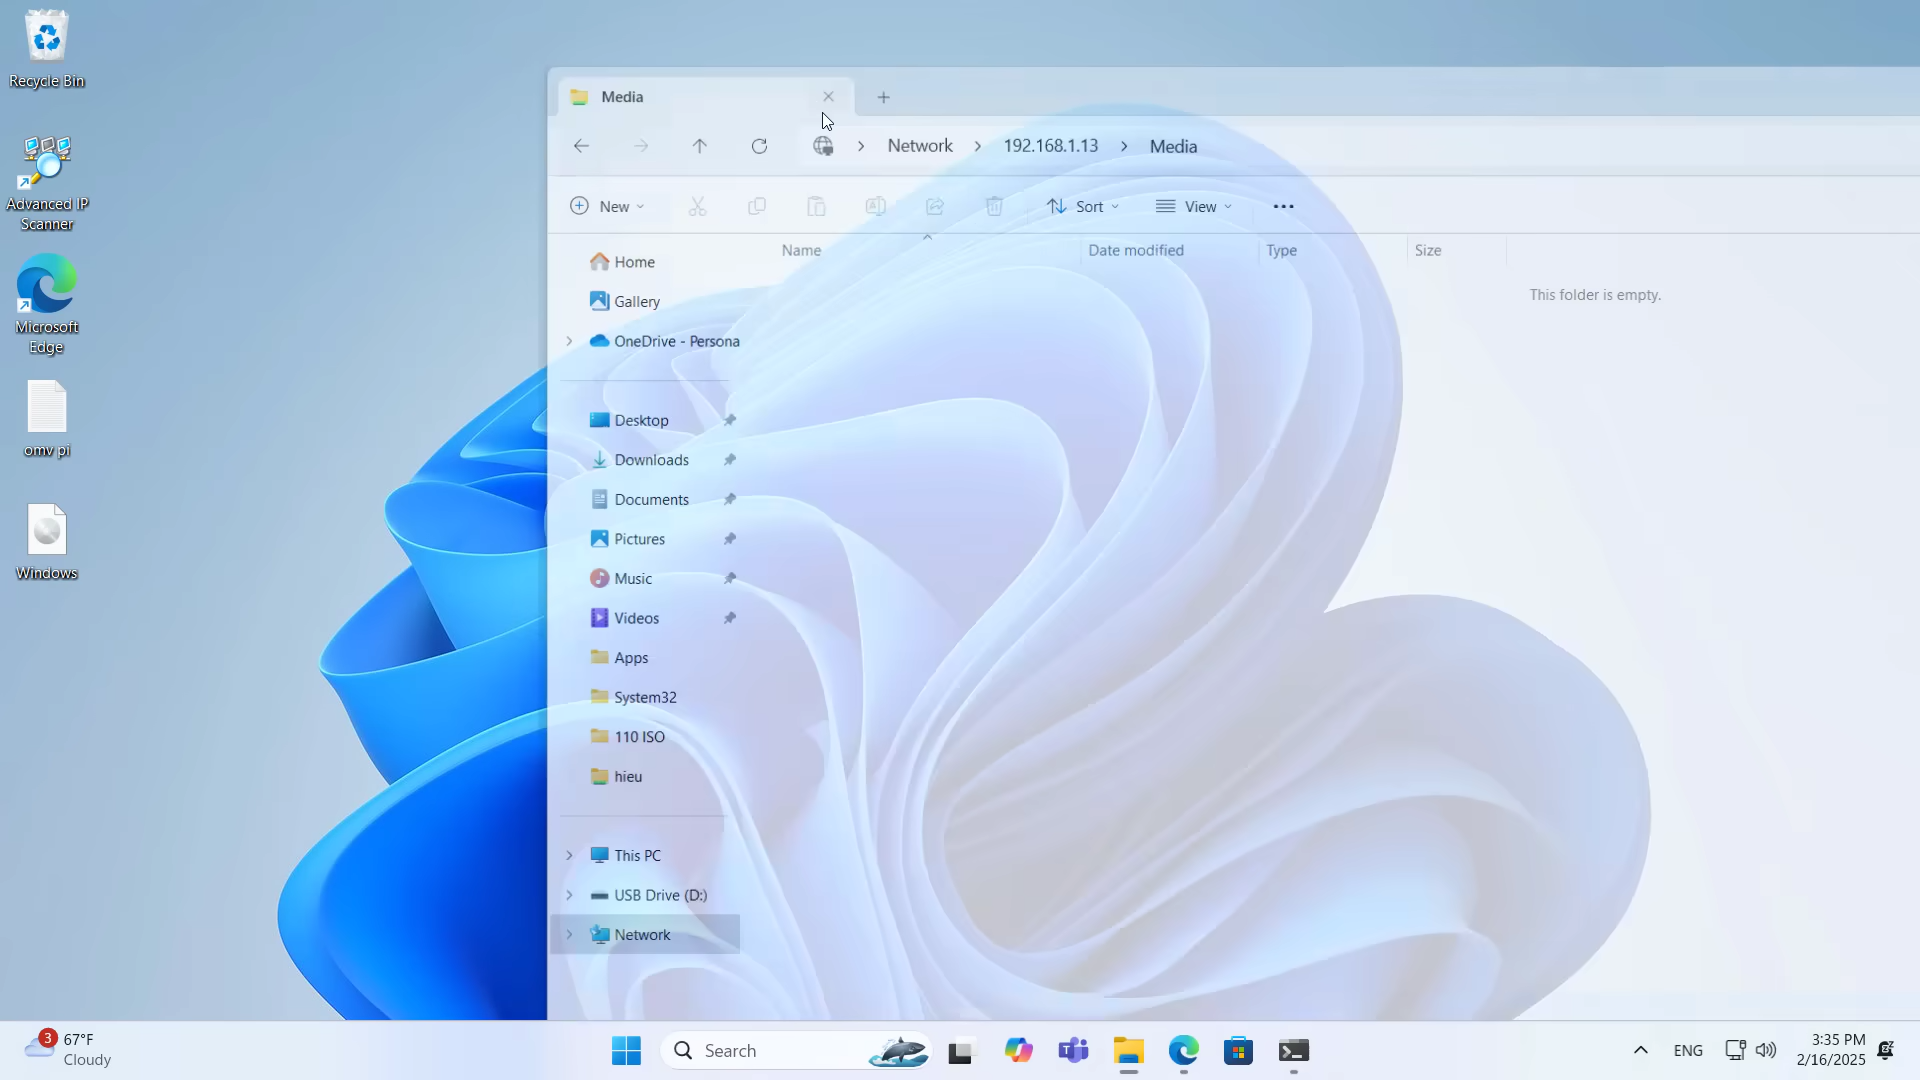 Recycle Bin
Advanced IP
Scanner
Microsoft
Edge
omv pi
Windows
Media
Network
192.168.1.13
Media
New
Sort
View
Name
Date modified
Type
Size
This folder is empty.
Home
Gallery
OneDrive - Persona
Desktop
Downloads
Documents
Pictures
Music
Videos
Apps
System32
110 ISO
hieu
This PC
USB Drive (D:)
Network
3
67°F
Cloudy
Search
ENG
3:35 PM
2/16/2025